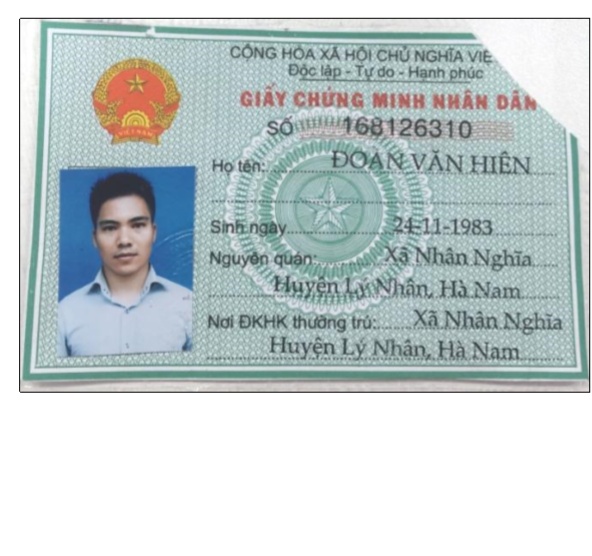 CỘNG HÒA XÃ HỘI CHỦ NGHĨA VIỆ
Độc lập - Tự do - Hạnh phúc
GIẤY CHỨNG MINH NHÂN DÂN
SỐ 168126310
Họ tên: ĐOÀN VĂN HIÊN
Sinh ngày 24-11-1983
Nguyên quán: Xã Nhân Nghĩa
Huyện Lý Nhân, Hà Nam
Nơi ĐKHK thường trú: Xã Nhân Nghĩa
Huyện Lý Nhân, Hà Nam
VIỆT NAM